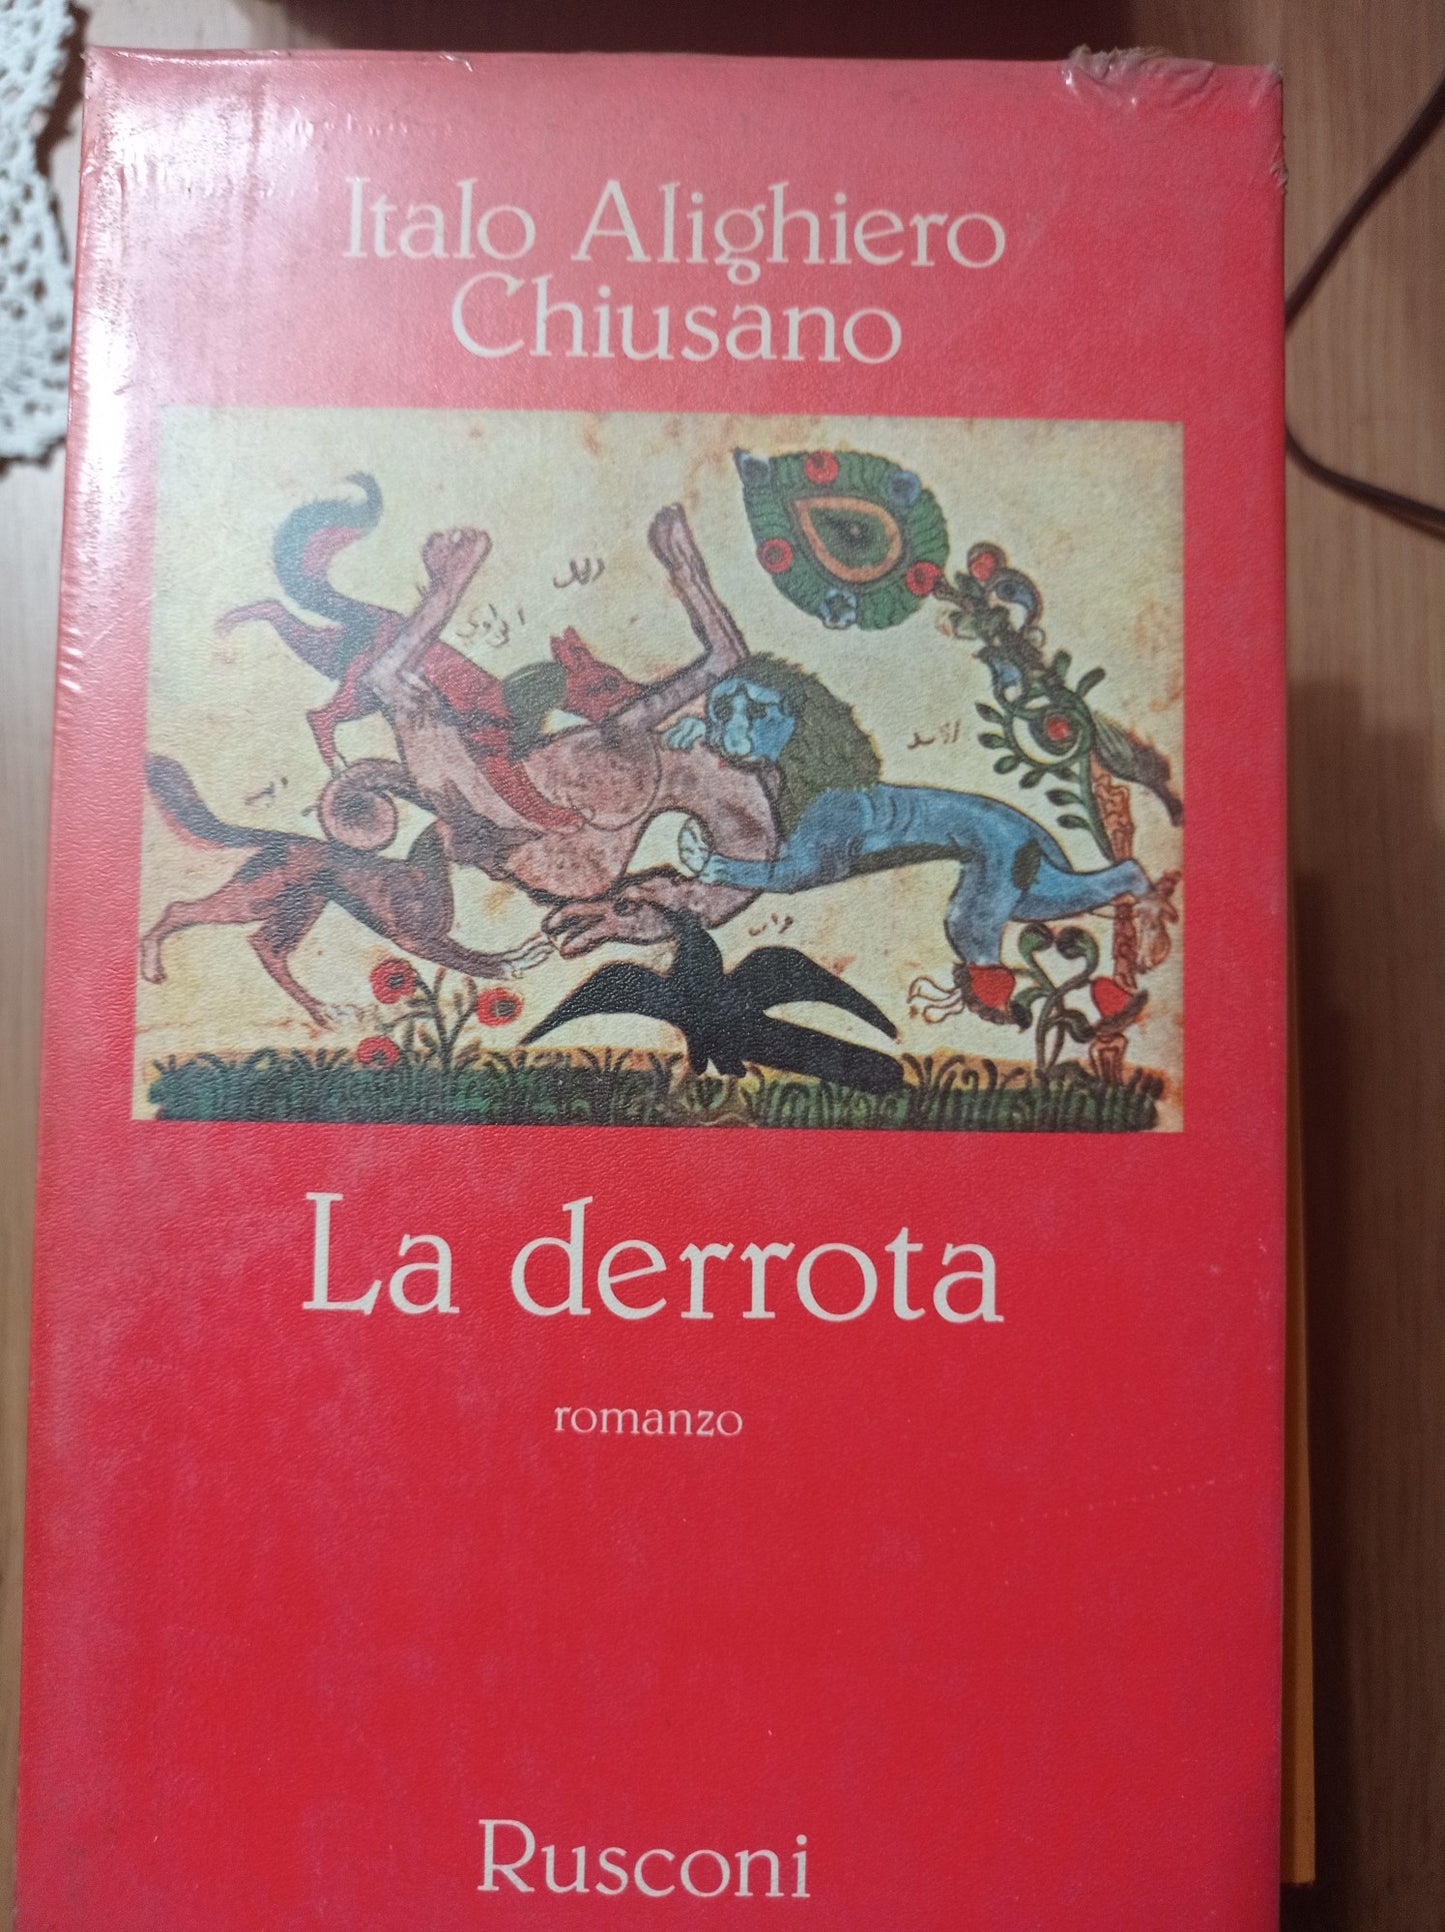 Italo Alighiero
Chiusano
La derrota
romanzo
Rusconi